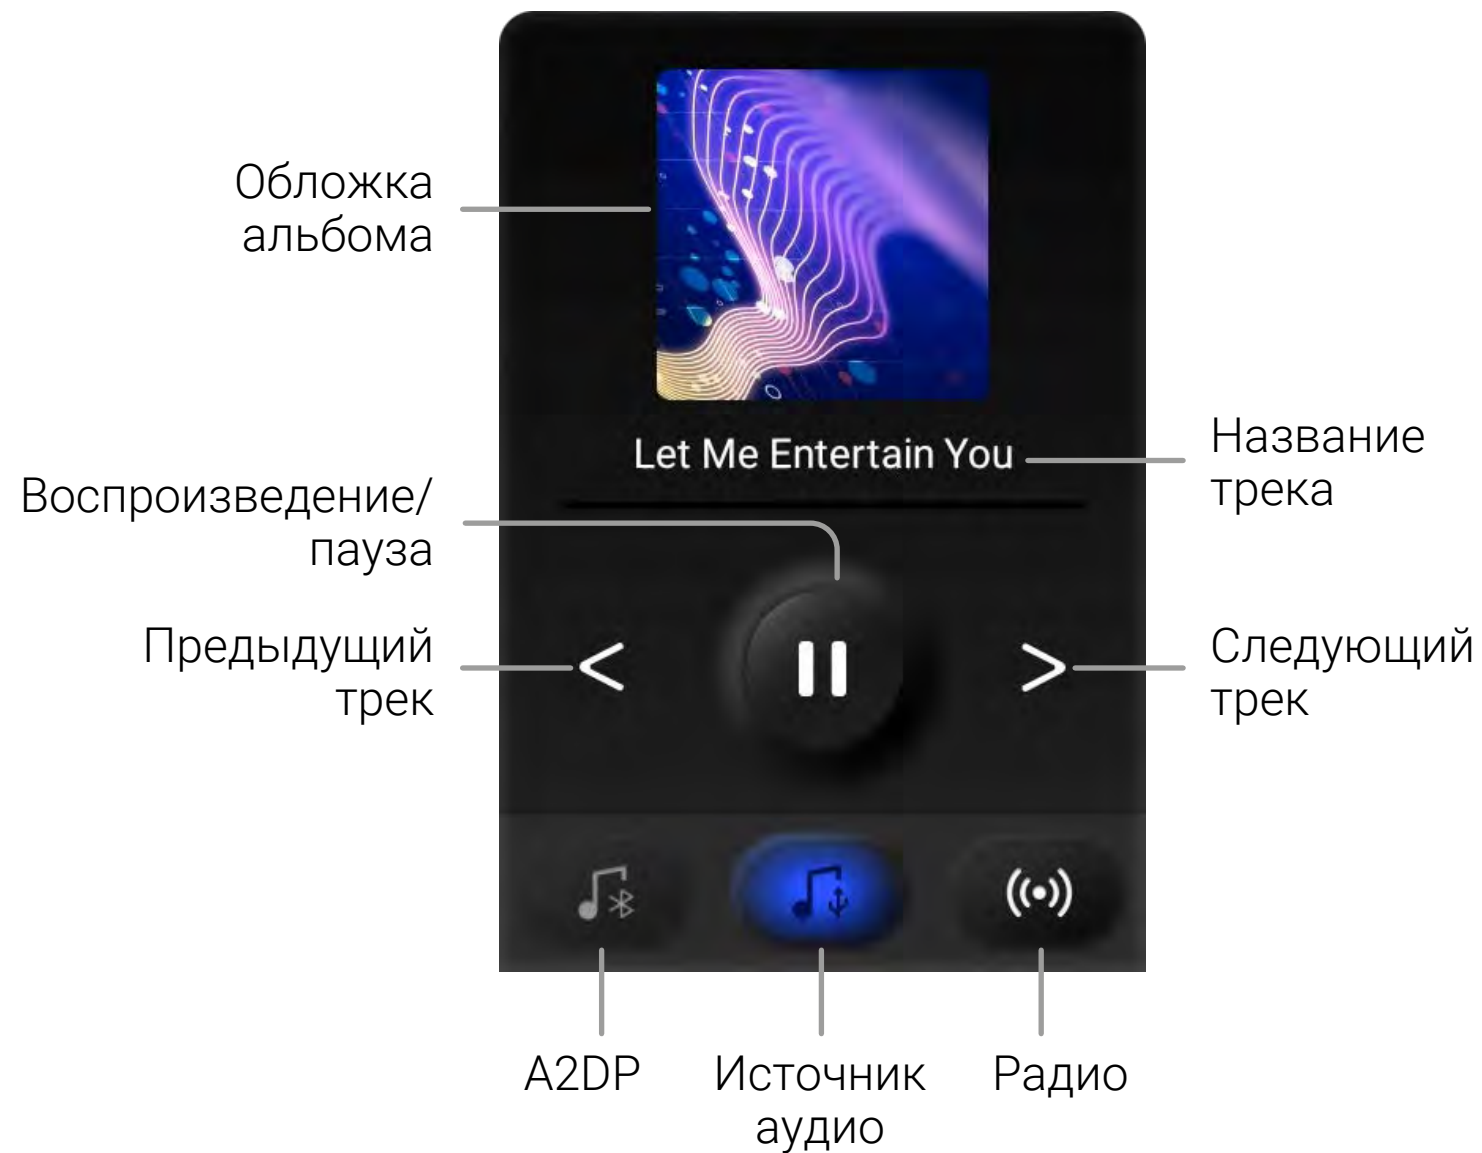 Обложка
альбома
Let Me Entertain You
Название
трека
Воспроизведение/
пауза
Предыдущий
трек
Следующий
трек
A2DP
Источник
аудио
Радио